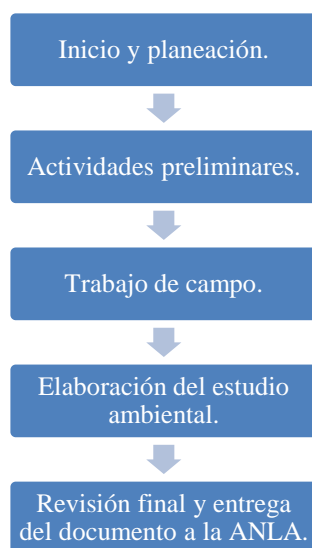 Inicio y planeación.
Actividades preliminares.
Trabajo de campo.
Elaboración del estudio
ambiental.
Revisión final y entrega
del documento a la ANLA.